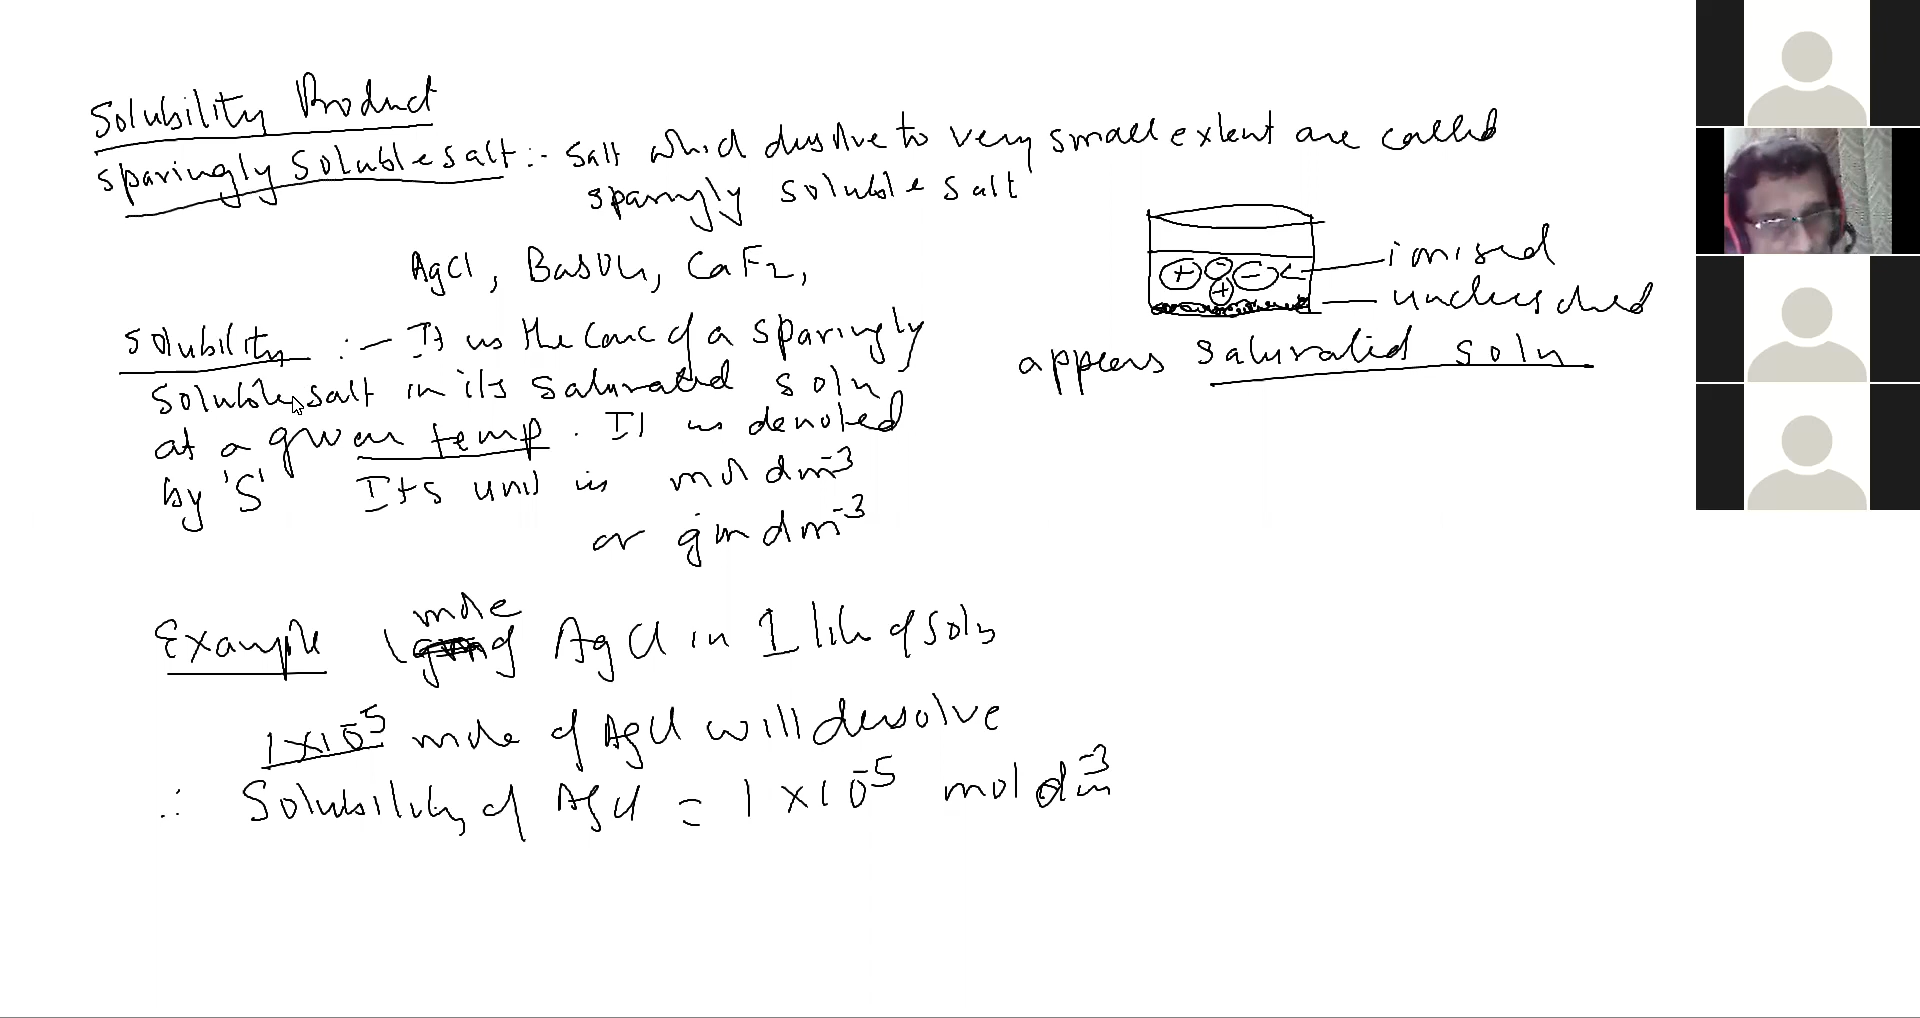 Solubility Product
Sparingly Soluble salt :- Salt which dissolve to very small extent are called
sparingly soluble salt
AgCl, BaSO4, CaF2,
ionised
undissolved
appears saturated soln
Solubility :- It is the Conc of a sparingly
Soluble salt in its saturated soln
at a given temp. It is denoted
by 'S' Its unit is mol dm-3
or gm dm-3
Example 1 mole of AgCl in 1 litre of soln
1×10-5 mole of AgCl will dissolve
∴ Solubility of AgCl = 1×10-5 mol dm-3